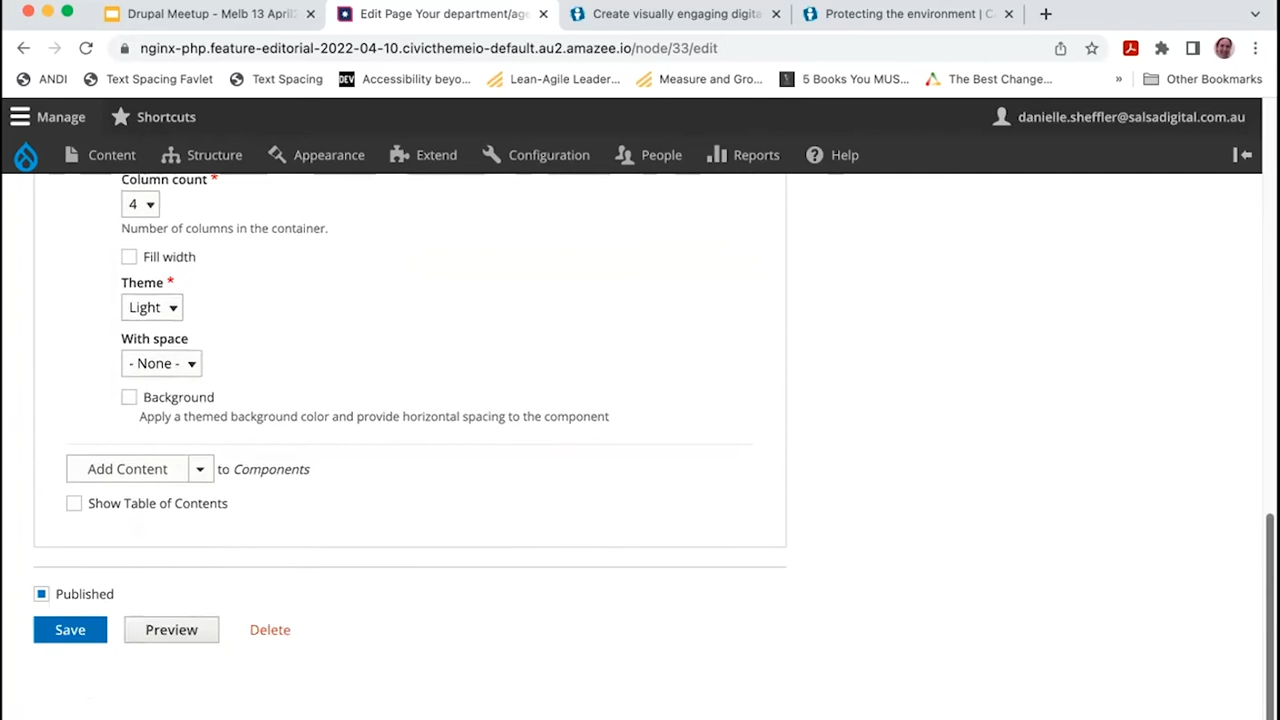 Drupal Meetup - Melb 13 April2
Edit Page Your department/age
Create visually engaging digita
Protecting the environment | C
nginx-php.feature-editorial-2022-04-10.civicthemeio-default.au2.amazee.io/node/33/edit
ANDI
Text Spacing Favlet
Text Spacing
DEV
Accessibility beyo...
Lean-Agile Leader...
Measure and Gro...
5 Books You MUS...
The Best Change...
»
Other Bookmarks
Manage
Shortcuts
danielle.sheffler@salsadigital.com.au
Content
Structure
Appearance
Extend
Configuration
People
Reports
Help
Column count *
4
Number of columns in the container.
Fill width
Theme *
Light
With space
- None -
Background
Apply a themed background color and provide horizontal spacing to the component
Add Content
to Components
Show Table of Contents
Published
Save
Preview
Delete